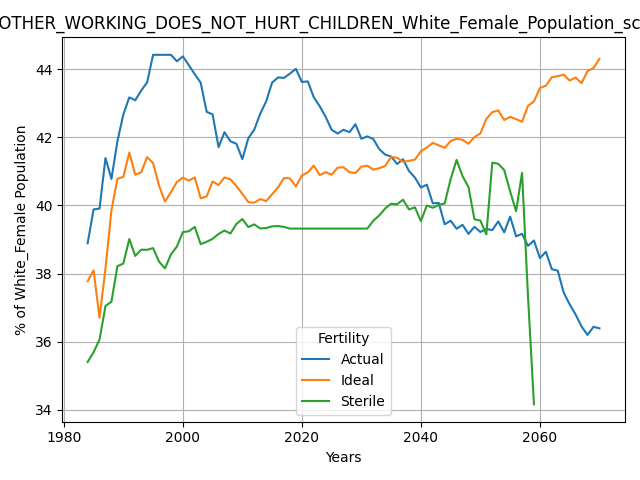 OTHER_WORKING_DOES_NOT_HURT_CHILDREN_White_Female_Population_sc
% of White_Female Population
44
42
40
38
36
34
Fertility
Actual
Ideal
Sterile
1980
2000
2020
2040
2060
Years